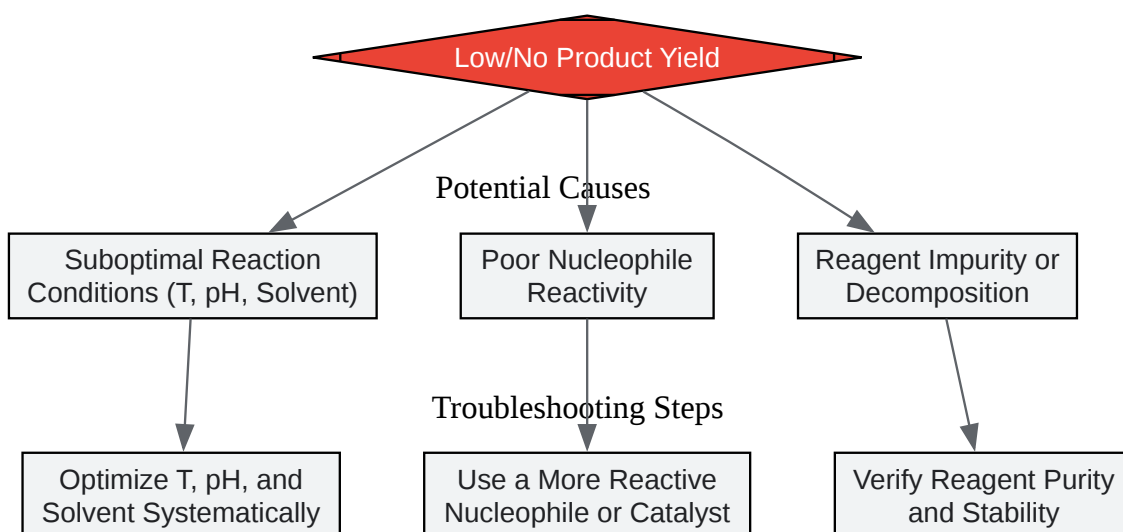 Low/No Product Yield
Potential Causes
Suboptimal Reaction
Conditions (T, pH, Solvent)
Poor Nucleophile
Reactivity
Reagent Impurity or
Decomposition
Troubleshooting Steps
Optimize T, pH, and
Solvent Systematically
Use a More Reactive
Nucleophile or Catalyst
Verify Reagent Purity
and Stability